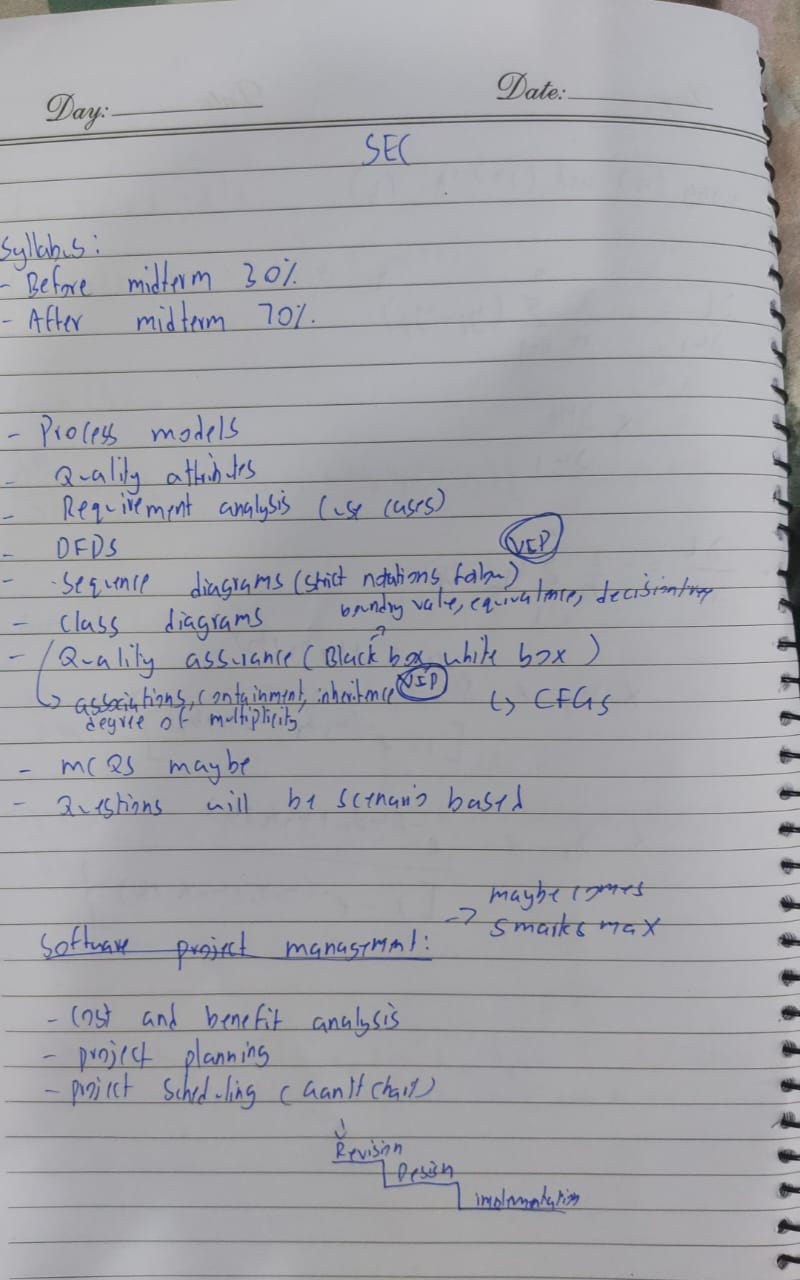 Day:
Date:
SEC
Syllabus:
- Before midterm 30%.
- After midterm 70%.
- Process models
- Quality attributes
- Requirement analysis (use cases)
- DFDS
VIP
- Sequence diagrams (strict notations follow)
boundry value, equivalence, decision tree
- Class diagrams
- Quality assurance (Black box white box)
↳ associations, containment, inheritence VIP
↳ CFGs
degree of multiplicity
- MCQS maybe
- Questions will be scenario based
→ maybe comes
5 marks max
Software project management:
- Cost and benefit analysis
- project planning
- project scheduling (Gantt chart)
↓
Revision
Design
implementation